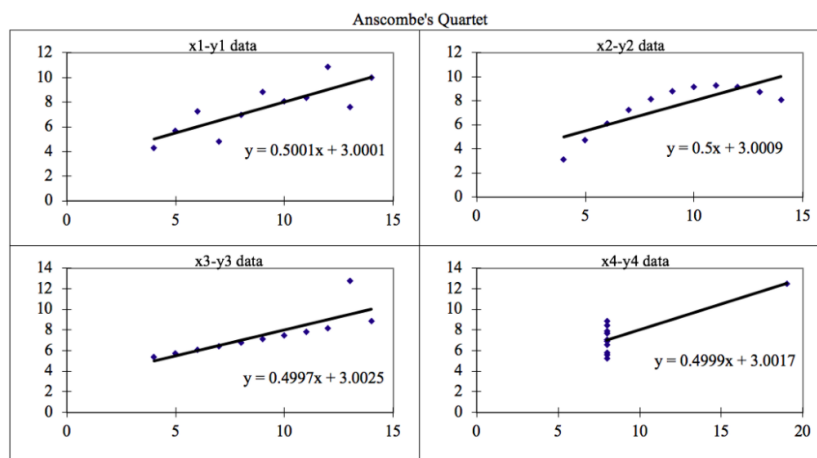 Anscombe's Quartet
x1-y1 data
12
10
8
6
4
2
0
y = 0.5001x + 3.0001
0 5 10 15
x2-y2 data
12
10
8
6
4
2
0
y = 0.5x + 3.0009
0 5 10 15
x3-y3 data
14
12
10
8
6
4
2
0
y = 0.4997x + 3.0025
0 5 10 15
x4-y4 data
14
12
10
8
6
4
2
0
y = 0.4999x + 3.0017
0 5 10 15 20